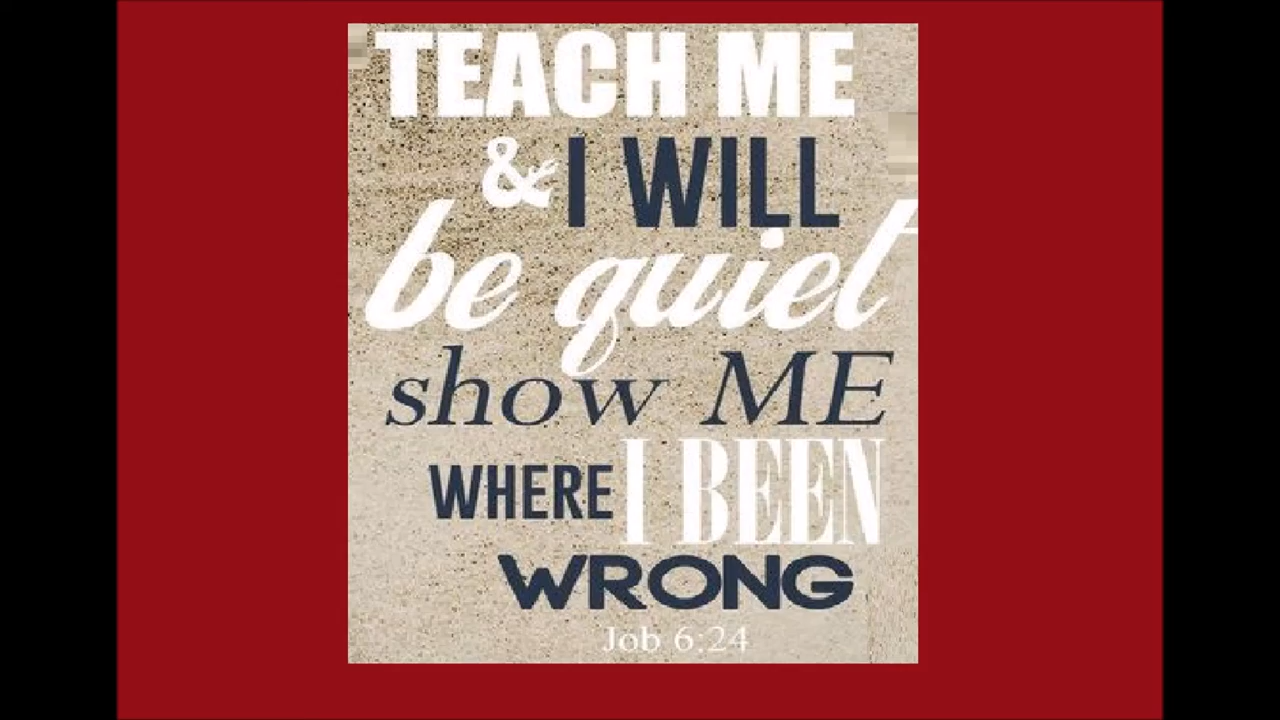 TEACH ME
& I WILL
be quiet
show ME
WHERE I BEEN
WRONG
Job 6:24